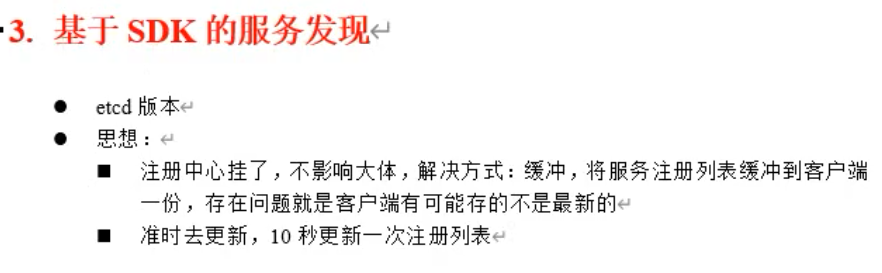 3. 基于 SDK 的服务发现↵
● etcd 版本↵
● 思想：↵
■ 注册中心挂了，不影响大体，解决方式：缓冲，将服务注册列表缓冲到客户端
一份，存在问题就是客户端有可能存的不是最新的↵
■ 准时去更新，10 秒更新一次注册列表↵